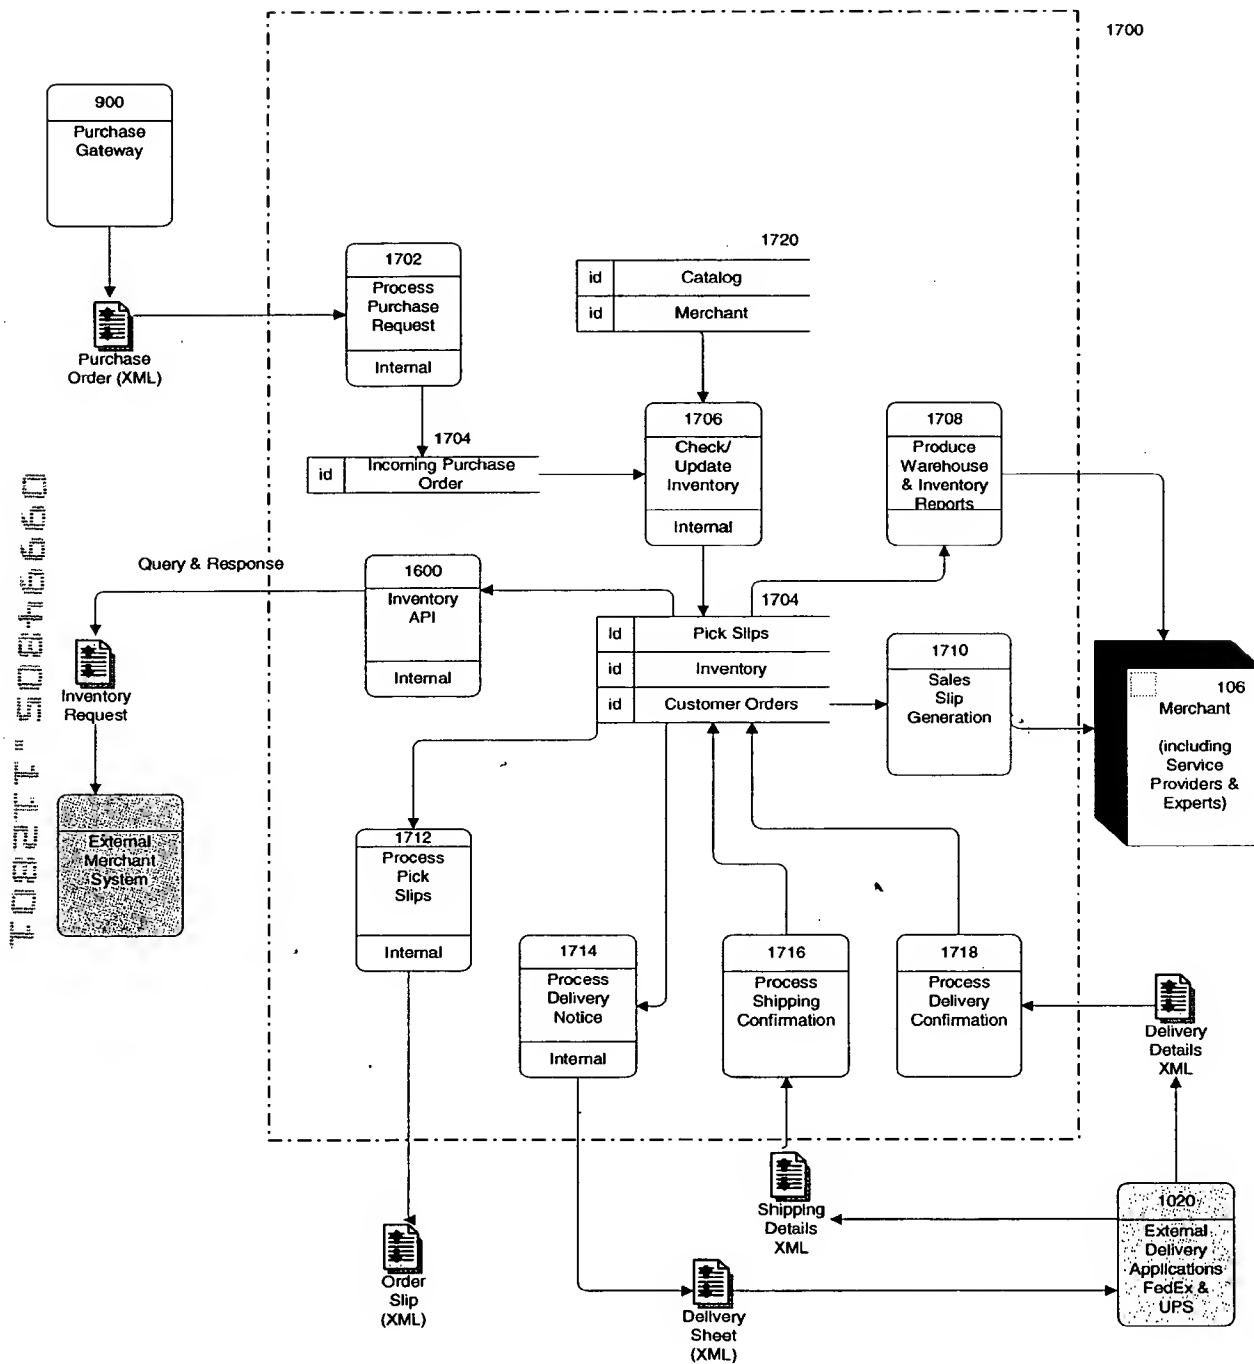 1700
900
Purchase
Gateway
Purchase
Order (XML)
1702
Process
Purchase
Request
Internal
1720
id Catalog
id Merchant
1704
id Incoming Purchase
Order
1706
Check/
Update
Inventory
Internal
1708
Produce
Warehouse
& Inventory
Reports
Query & Response
1600
Inventory
API
Internal
Inventory
Request
External
Merchant
System
1704
Id Pick Slips
id Inventory
id Customer Orders
1710
Sales
Slip
Generation
106
Merchant
(including
Service
Providers &
Experts)
1712
Process
Pick
Slips
Internal
1714
Process
Delivery
Notice
Internal
1716
Process
Shipping
Confirmation
1718
Process
Delivery
Confirmation
Delivery
Details
XML
Shipping
Details
XML
1020
External
Delivery
Applications
FedEx &
UPS
Order
Slip
(XML)
Delivery
Sheet
(XML)